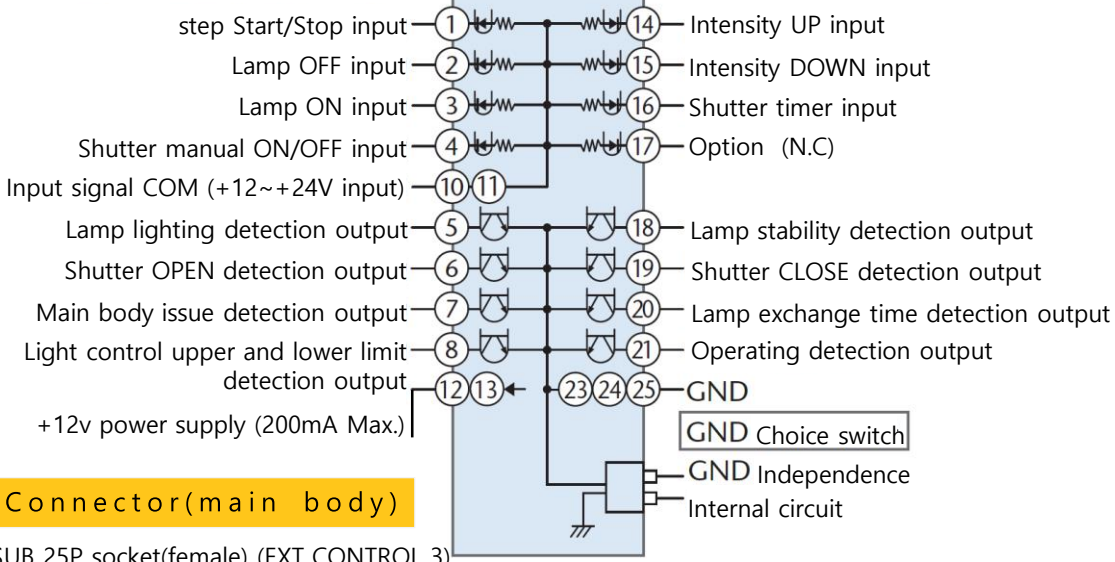 step Start/Stop input
1
14
Intensity UP input
Lamp OFF input
2
15
Intensity DOWN input
Lamp ON input
3
16
Shutter timer input
Shutter manual ON/OFF input
4
17
Option (N.C)
Input signal COM (+12~+24V input)
10
11
Lamp lighting detection output
5
18
Lamp stability detection output
Shutter OPEN detection output
6
19
Shutter CLOSE detection output
Main body issue detection output
7
20
Lamp exchange time detection output
Light control upper and lower limit
detection output
8
21
Operating detection output
12
13
23
24
25
GND
+12v power supply (200mA Max.)
GND Choice switch
GND Independence
Internal circuit
Connector(main body)
SUB 25P socket(female) (EXT CONTROL 3)